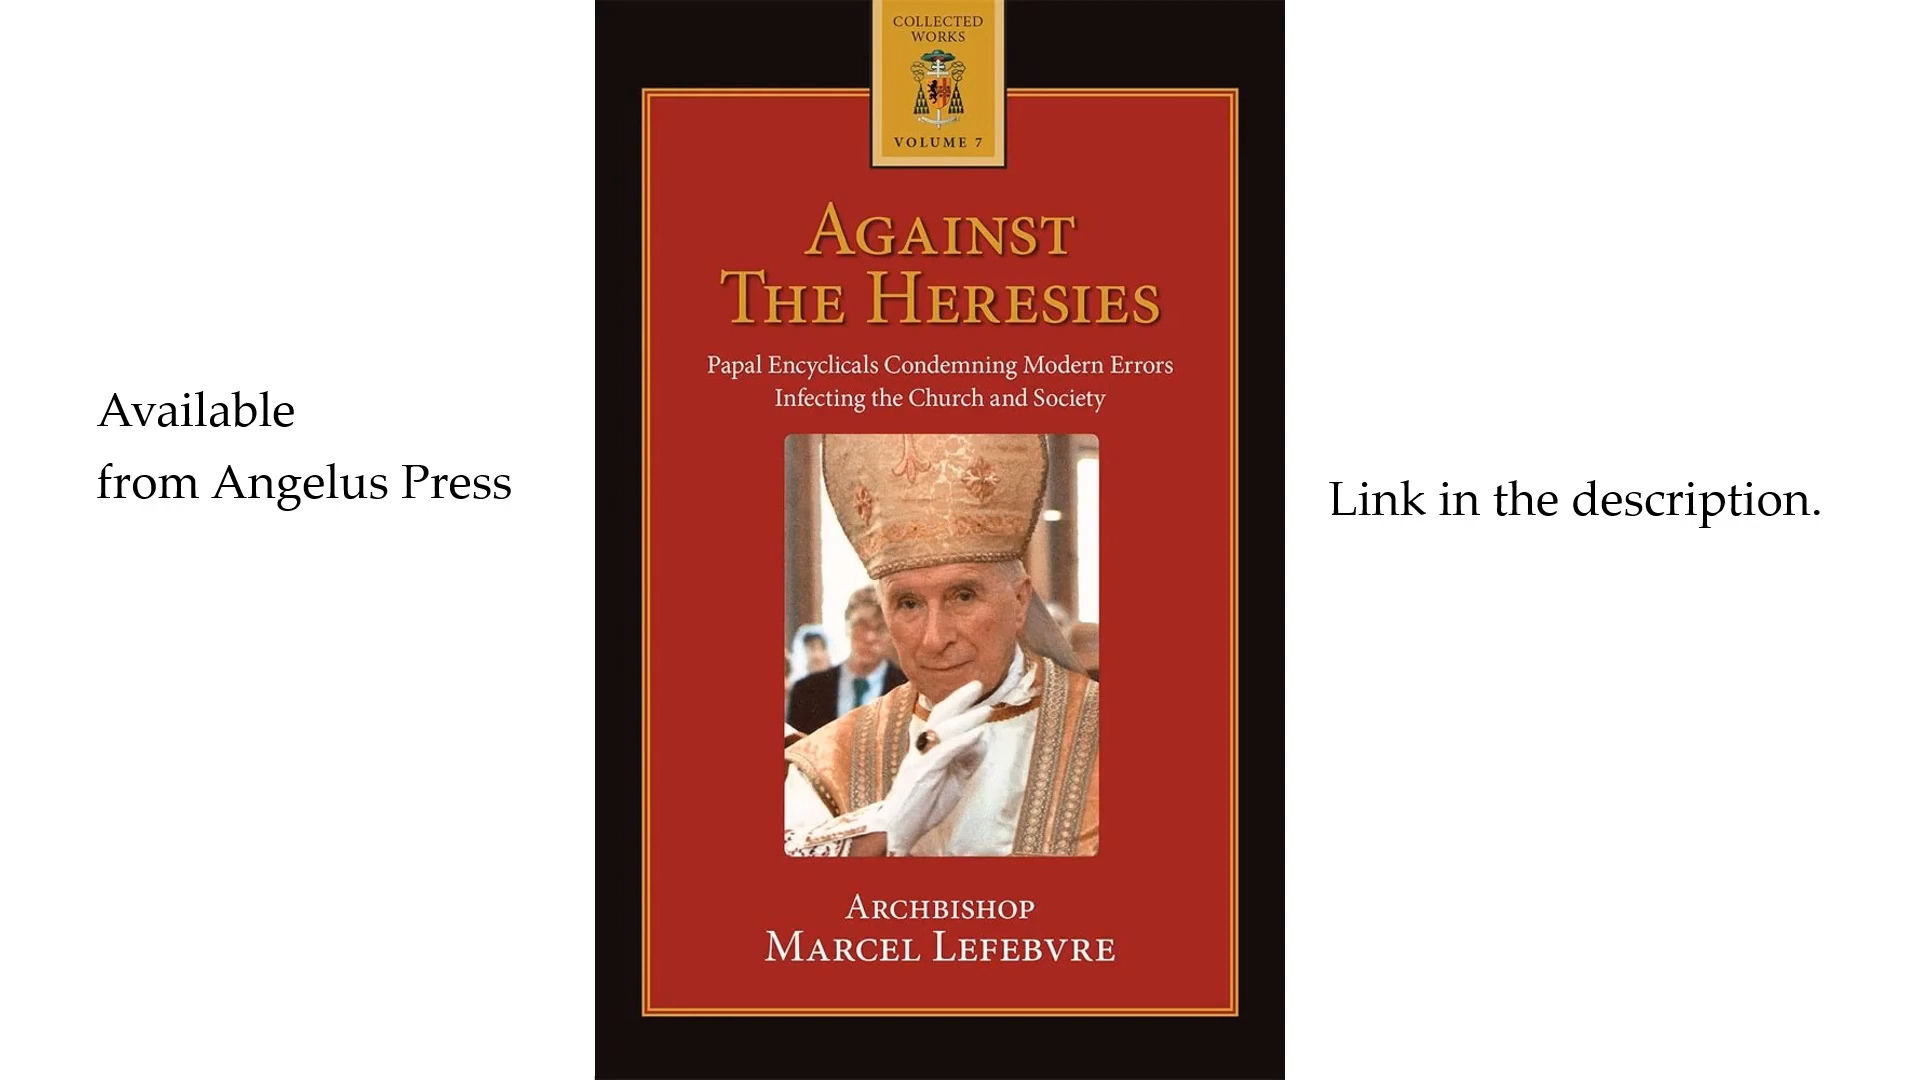 Available
from Angelus Press
COLLECTED
WORKS
VOLUME 7
AGAINST
THE HERESIES
Papal Encyclicals Condemning Modern Errors
Infecting the Church and Society
ARCHBISHOP
MARCEL LEFEBVRE
Link in the description.